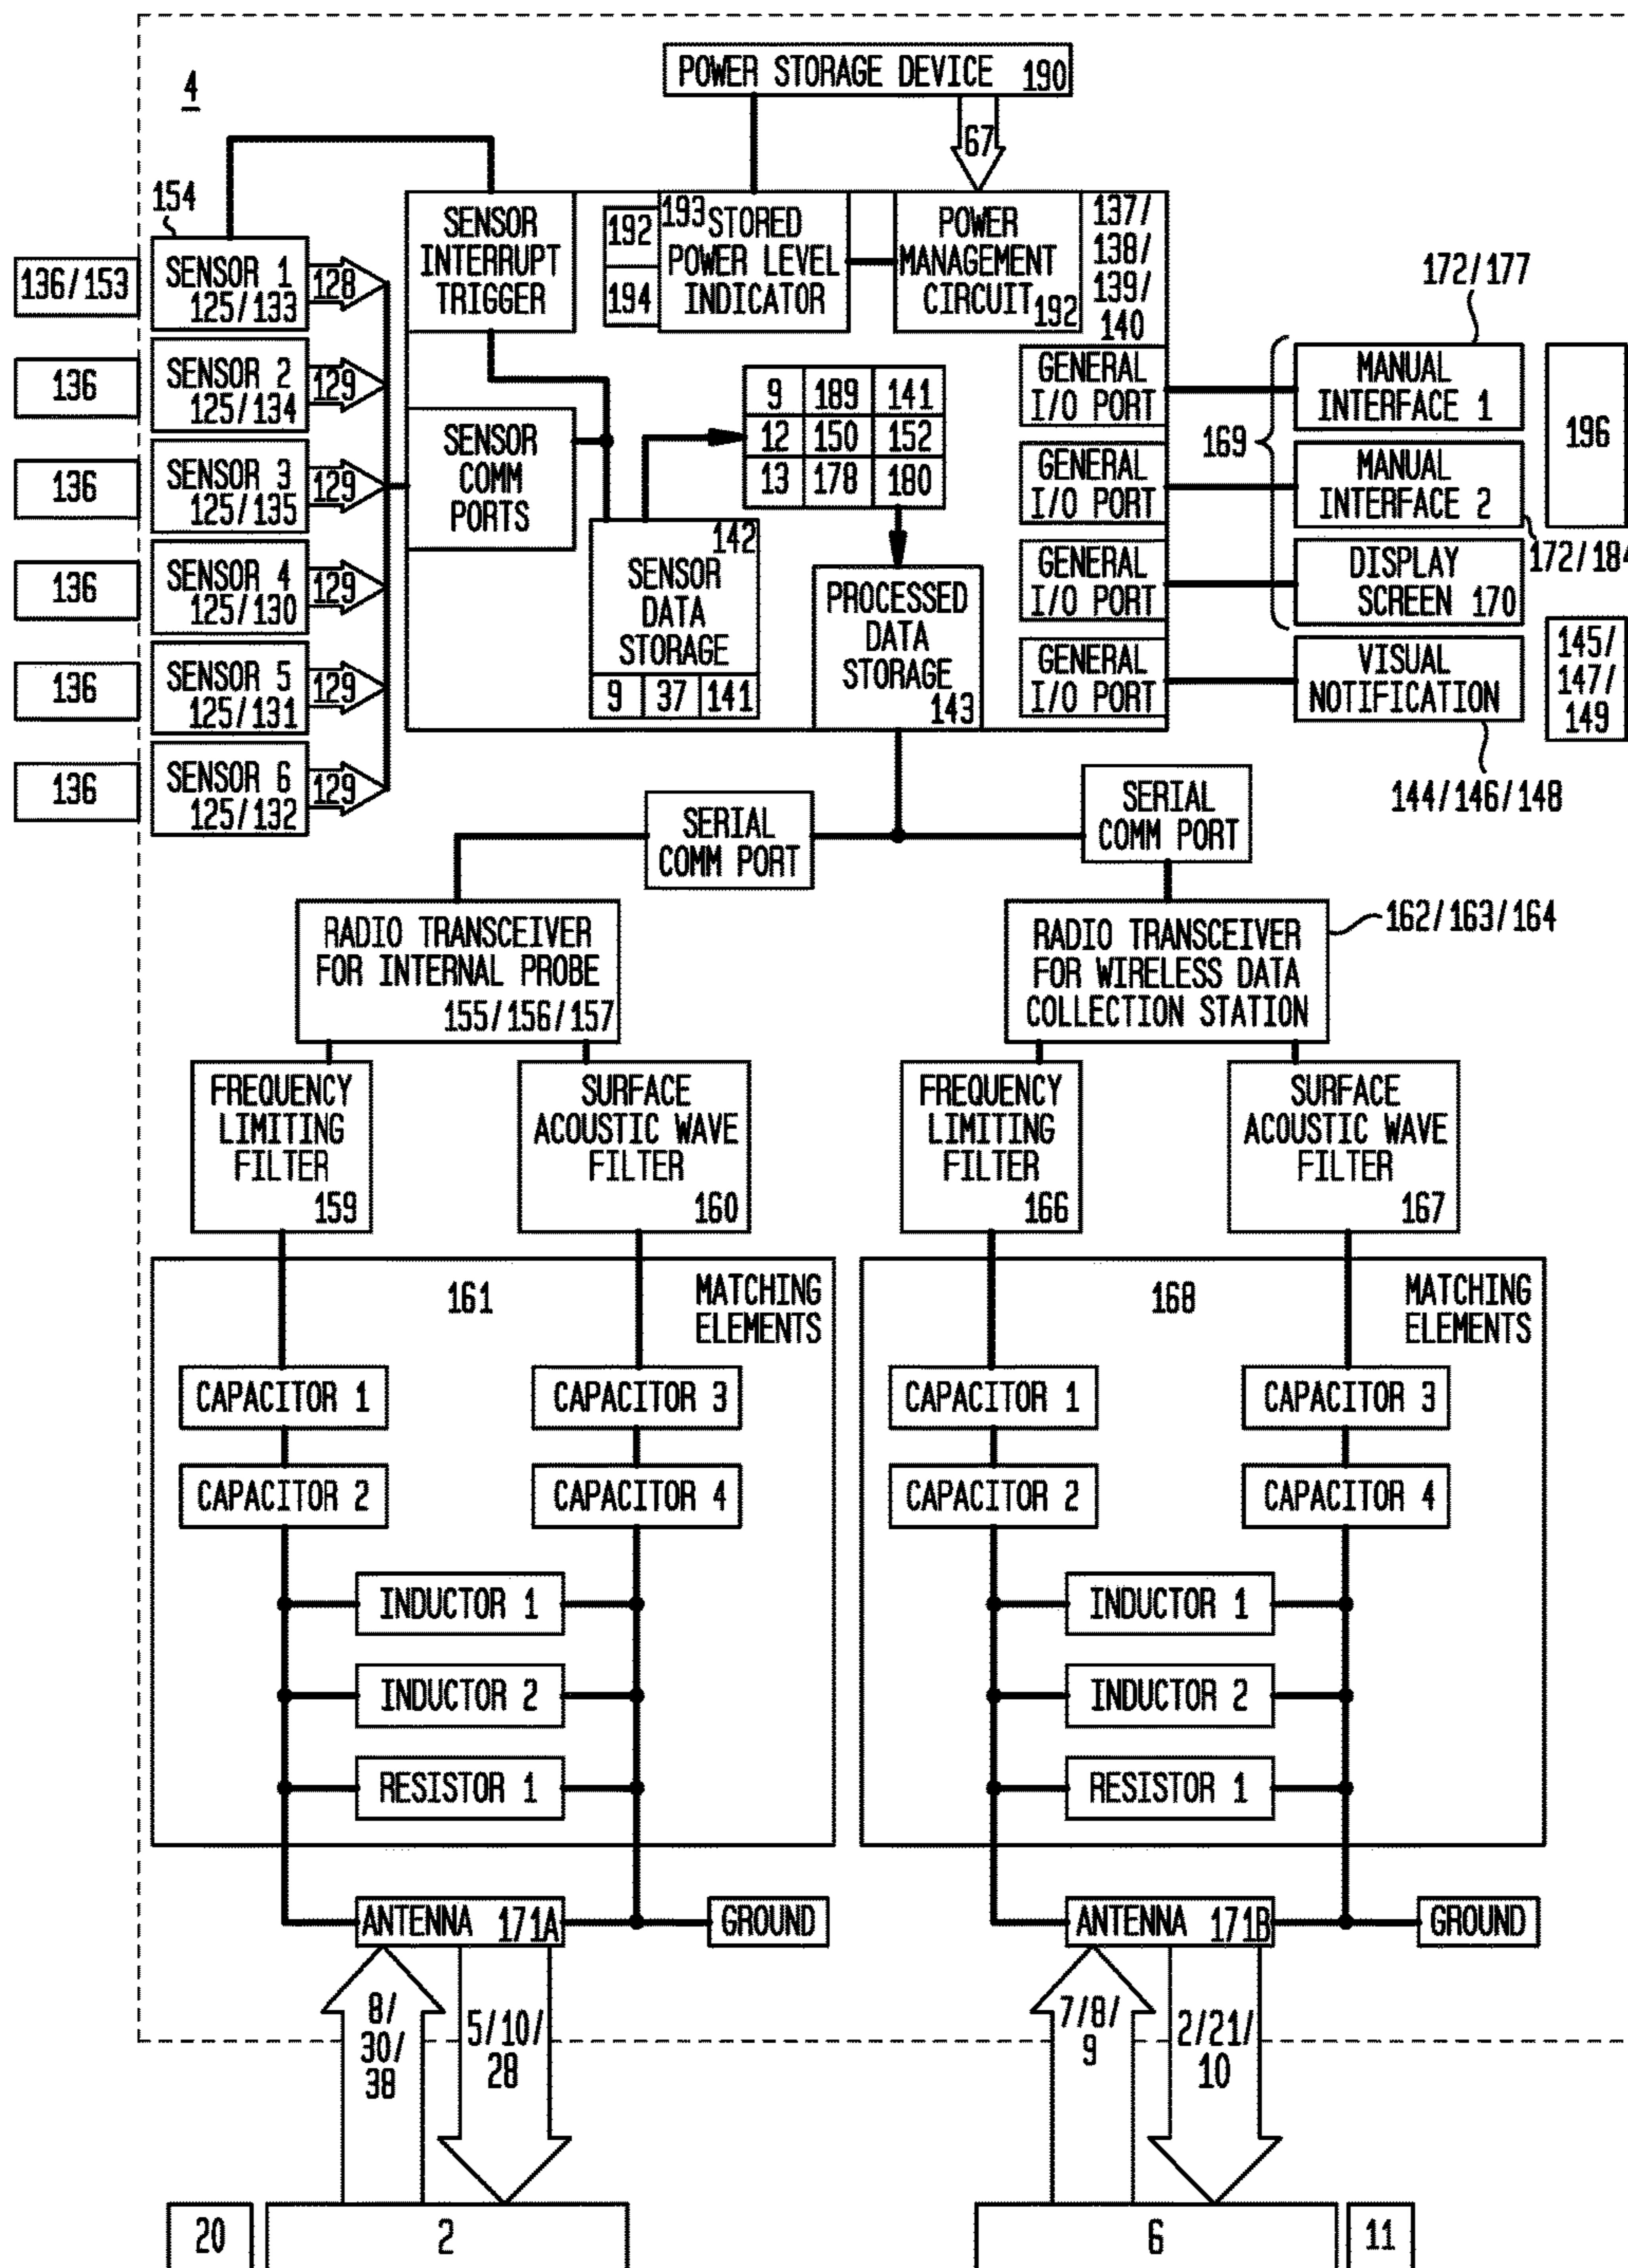 4
POWER STORAGE DEVICE 190
67
154
136/153
SENSOR 1
125/133
128
136
SENSOR 2
125/134
129
136
SENSOR 3
125/135
129
136
SENSOR 4
125/130
129
136
SENSOR 5
125/131
129
136
SENSOR 6
125/132
129
SENSOR
INTERRUPT
TRIGGER
192
194
193 STORED
POWER LEVEL
INDICATOR
POWER
MANAGEMENT
CIRCUIT 192
137/
138/
139/
140
SENSOR
COMM
PORTS
9 189 141
12 150 152
13 178 180
142
SENSOR
DATA
STORAGE
9 37 141
PROCESSED
DATA
STORAGE
143
GENERAL
I/O PORT
GENERAL
I/O PORT
GENERAL
I/O PORT
GENERAL
I/O PORT
169
172/177
MANUAL
INTERFACE 1
MANUAL
INTERFACE 2
196
172/184
DISPLAY
SCREEN 170
VISUAL
NOTIFICATION
145/
147/
149
144/146/148
SERIAL
COMM PORT
SERIAL
COMM PORT
RADIO TRANSCEIVER
FOR INTERNAL PROBE
155/156/157
RADIO TRANSCEIVER
FOR WIRELESS DATA
COLLECTION STATION
162/163/164
FREQUENCY
LIMITING
FILTER
159
SURFACE
ACOUSTIC WAVE
FILTER
160
FREQUENCY
LIMITING
FILTER
166
SURFACE
ACOUSTIC WAVE
FILTER
167
161
MATCHING
ELEMENTS
CAPACITOR 1
CAPACITOR 3
CAPACITOR 2
CAPACITOR 4
INDUCTOR 1
INDUCTOR 2
RESISTOR 1
168
MATCHING
ELEMENTS
CAPACITOR 1
CAPACITOR 3
CAPACITOR 2
CAPACITOR 4
INDUCTOR 1
INDUCTOR 2
RESISTOR 1
ANTENNA 171A
GROUND
ANTENNA 171B
GROUND
8/
30/
38
5/10/
28
7/8/
9
2/21/
10
20
2
6
11